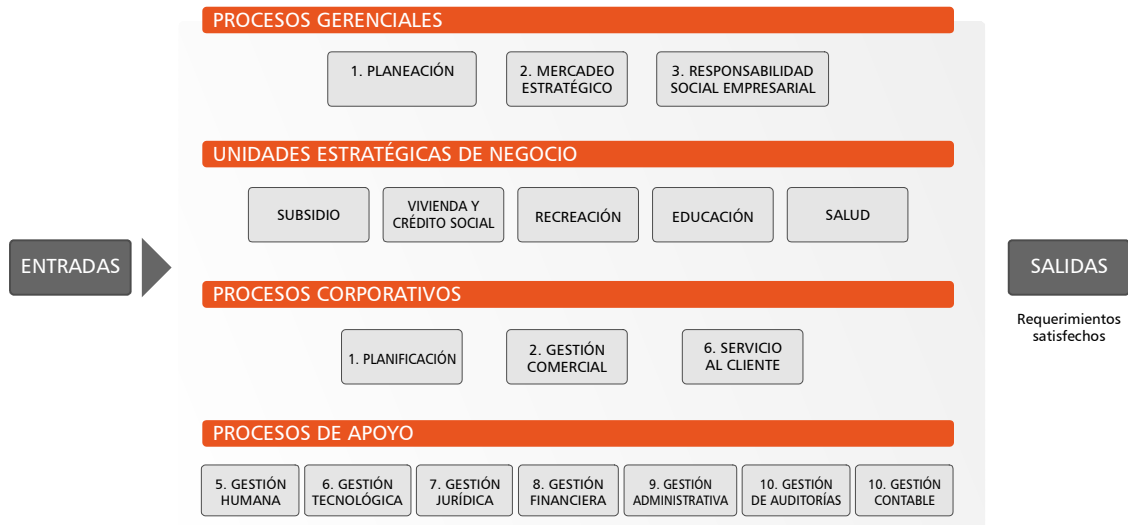 PROCESOS GERENCIALES
1. PLANEACIÓN
2. MERCADEO
ESTRATÉGICO
3. RESPONSABILIDAD
SOCIAL EMPRESARIAL
UNIDADES ESTRATÉGICAS DE NEGOCIO
SUBSIDIO
VIVIENDA Y
CRÉDITO SOCIAL
RECREACIÓN
EDUCACIÓN
SALUD
ENTRADAS
SALIDAS
Requerimientos
satisfechos
PROCESOS CORPORATIVOS
1. PLANIFICACIÓN
2. GESTIÓN
COMERCIAL
6. SERVICIO
AL CLIENTE
PROCESOS DE APOYO
5. GESTIÓN
HUMANA
6. GESTIÓN
TECNOLÓGICA
7. GESTIÓN
JURÍDICA
8. GESTIÓN
FINANCIERA
9. GESTIÓN
ADMINISTRATIVA
10. GESTIÓN
DE AUDITORÍAS
10. GESTIÓN
CONTABLE